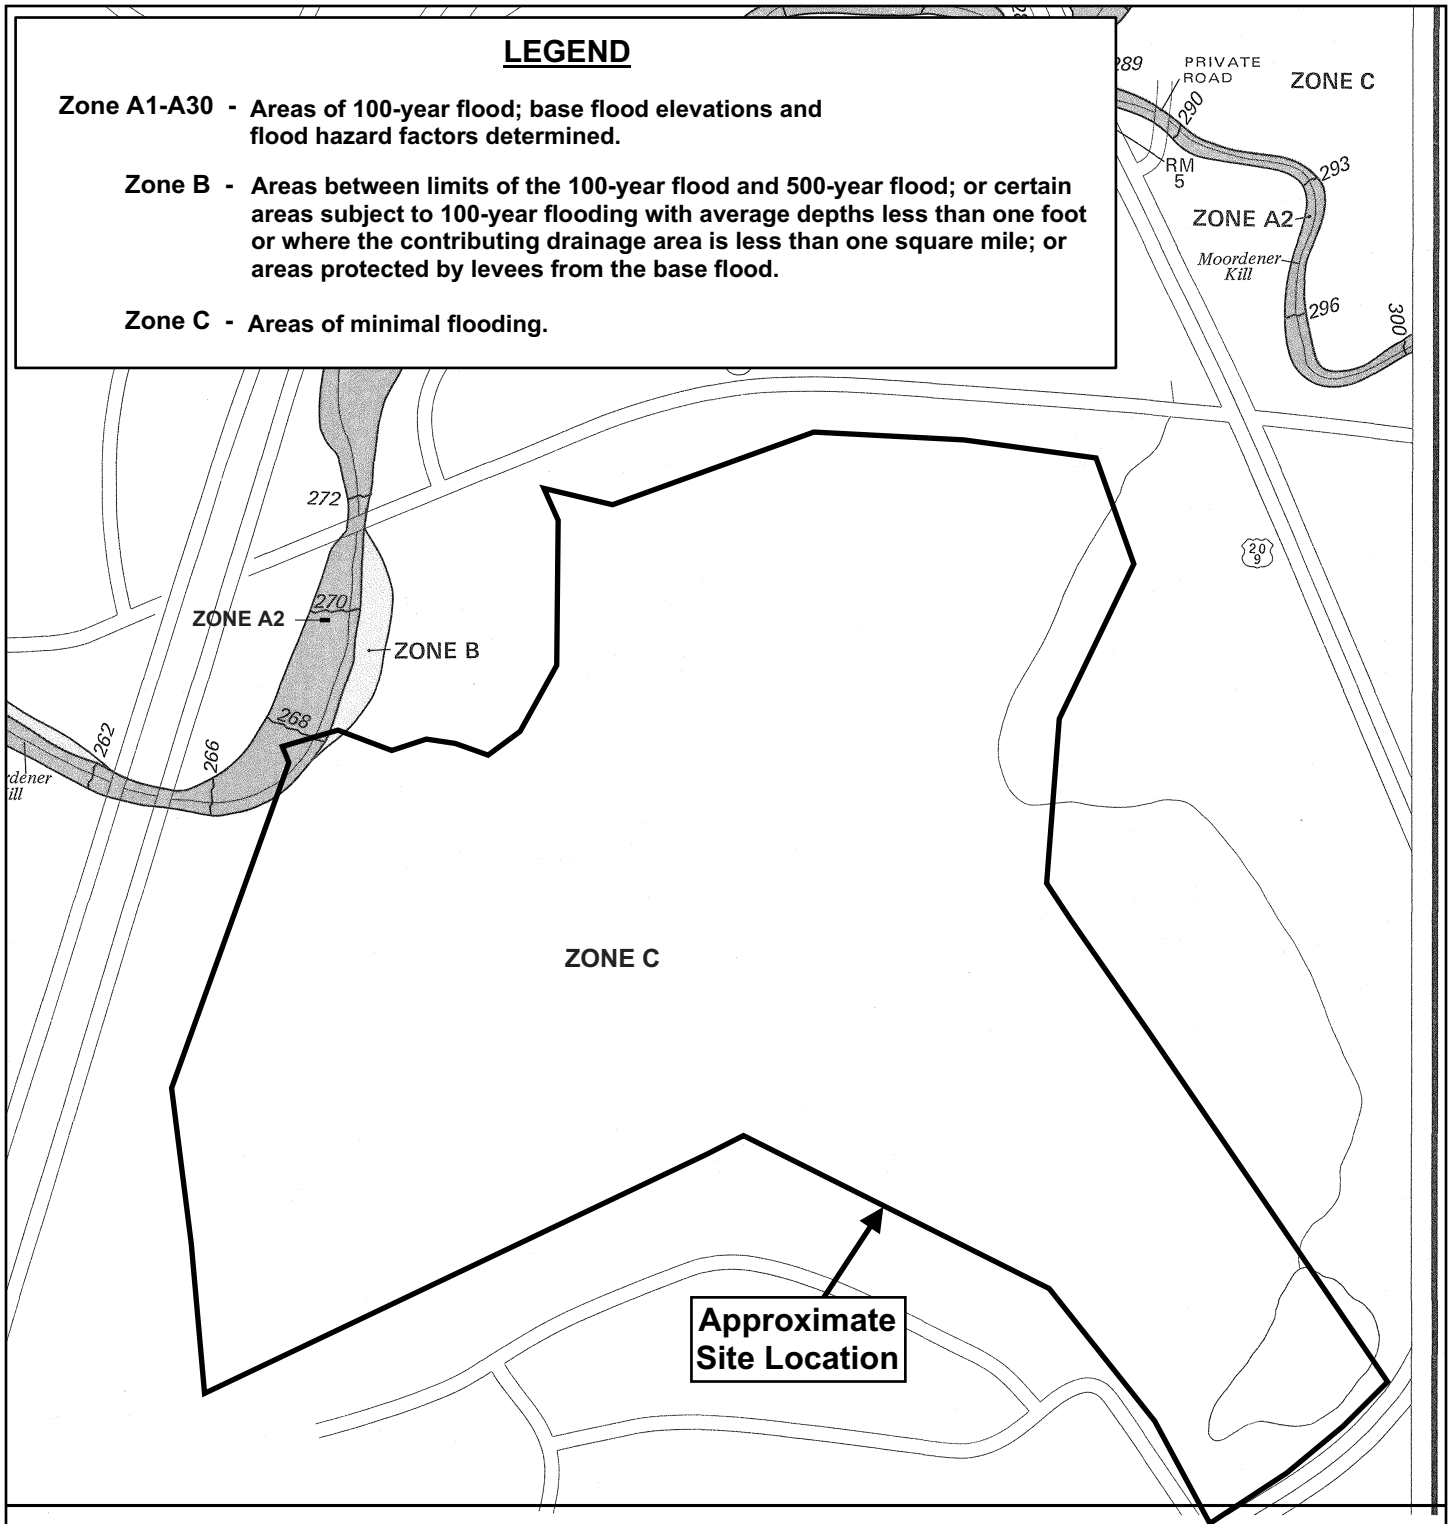 LEGEND
Zone A1-A30 - Areas of 100-year flood; base flood elevations and
flood hazard factors determined.
Zone B - Areas between limits of the 100-year flood and 500-year flood; or certain
areas subject to 100-year flooding with average depths less than one foot
or where the contributing drainage area is less than one square mile; or
areas protected by levees from the base flood.
Zone C - Areas of minimal flooding.
289
PRIVATE
ROAD
ZONE C
290
RM
5
293
ZONE A2
Moordener
Kill
296
300
272
20
9
270
ZONE A2
ZONE B
268
262
266
rdener
ill
ZONE C
Approximate
Site Location